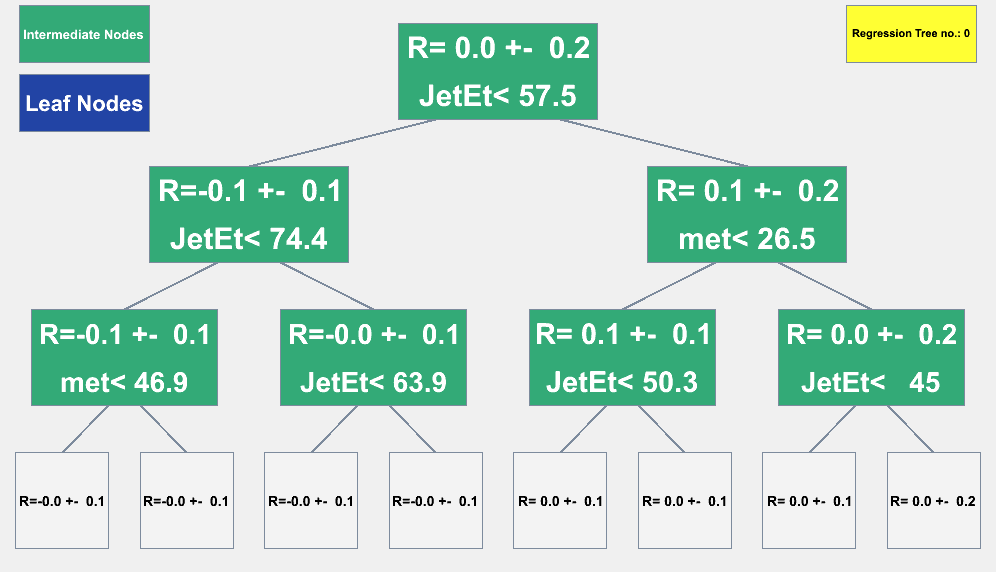 Intermediate Nodes
Regression Tree no.: 0
Leaf Nodes
R= 0.0 +- 0.2
JetEt< 57.5
R=-0.1 +- 0.1
JetEt< 74.4
R= 0.1 +- 0.2
met< 26.5
R=-0.1 +- 0.1
met< 46.9
R=-0.0 +- 0.1
JetEt< 63.9
R= 0.1 +- 0.1
JetEt< 50.3
R= 0.0 +- 0.2
JetEt< 45
R=-0.0 +- 0.1
R=-0.0 +- 0.1
R=-0.0 +- 0.1
R=-0.0 +- 0.1
R= 0.0 +- 0.1
R= 0.0 +- 0.1
R= 0.0 +- 0.1
R= 0.0 +- 0.2